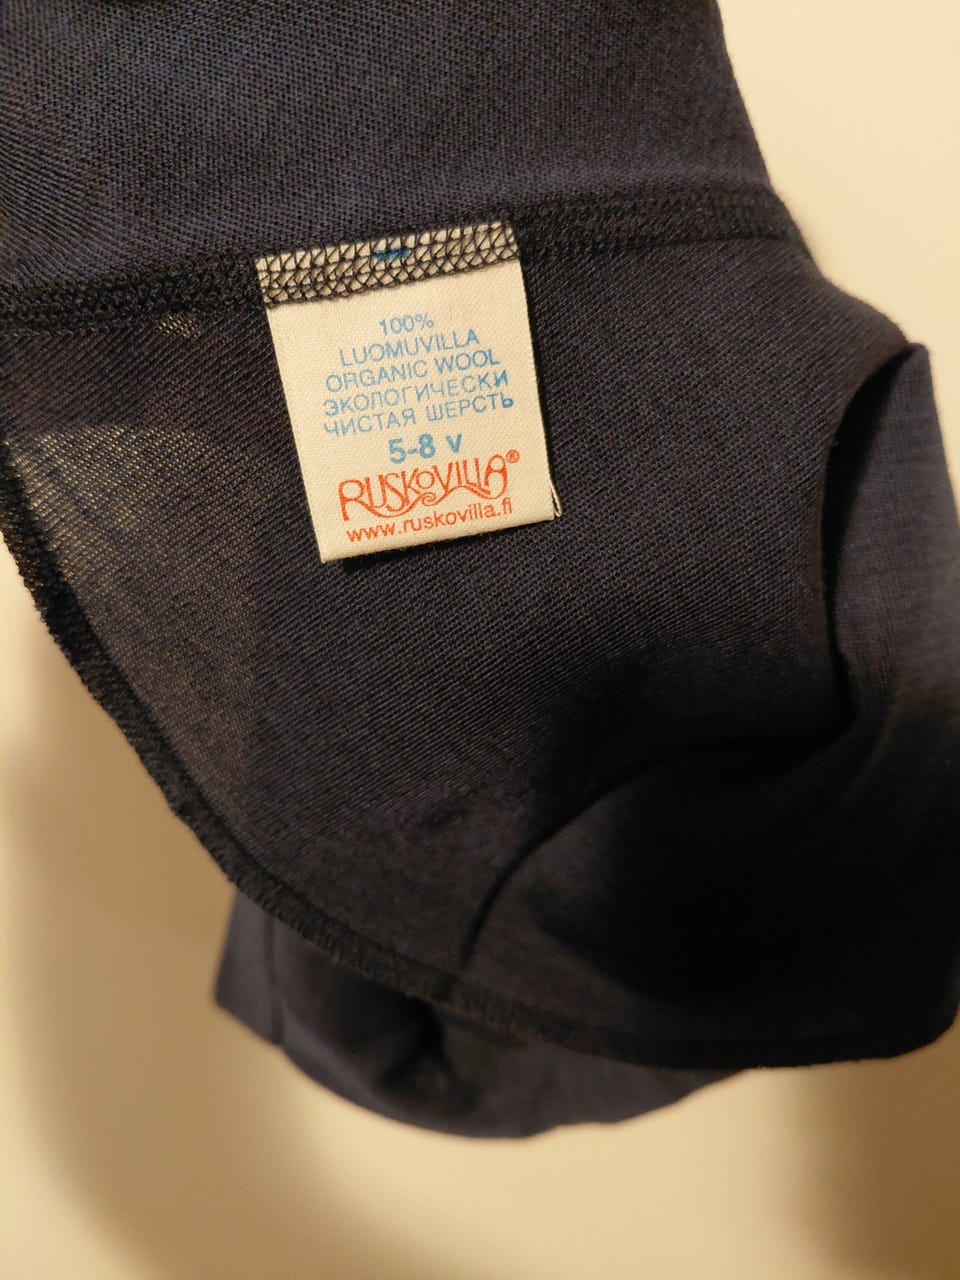 100%
LUOMUVILLA
ORGANIC WOOL
ЭКОЛОГИЧЕСКИ
ЧИСТАЯ ШЕРСТЬ
5-8 v
RUSKOVILLA®
www.ruskovilla.fi